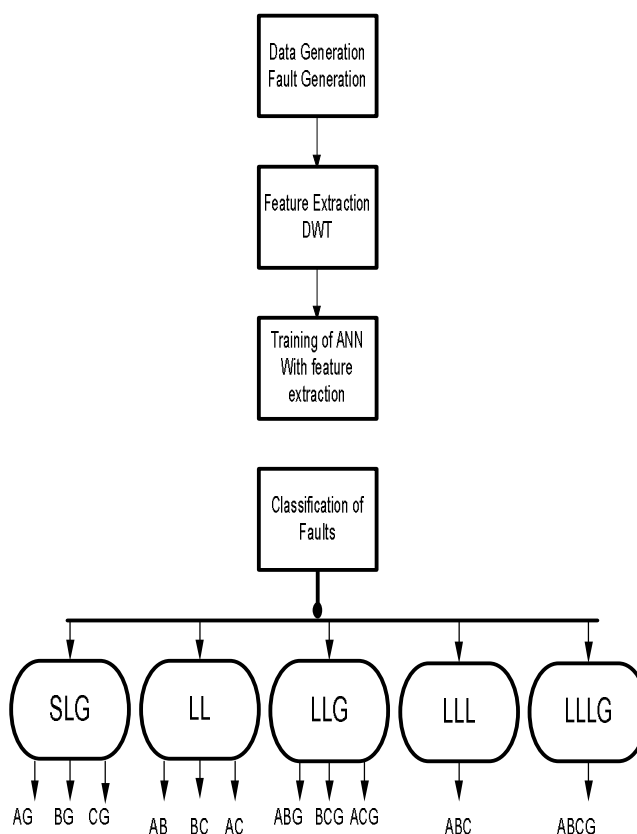 Data Generation
Fault Generation
Feature Extraction
DWT
Training of ANN
With feature
extraction
Classification of
Faults
SLG LL LLG LLL LLLG
AG BG CG AB BC AC ABG BCG ACG ABC ABCG